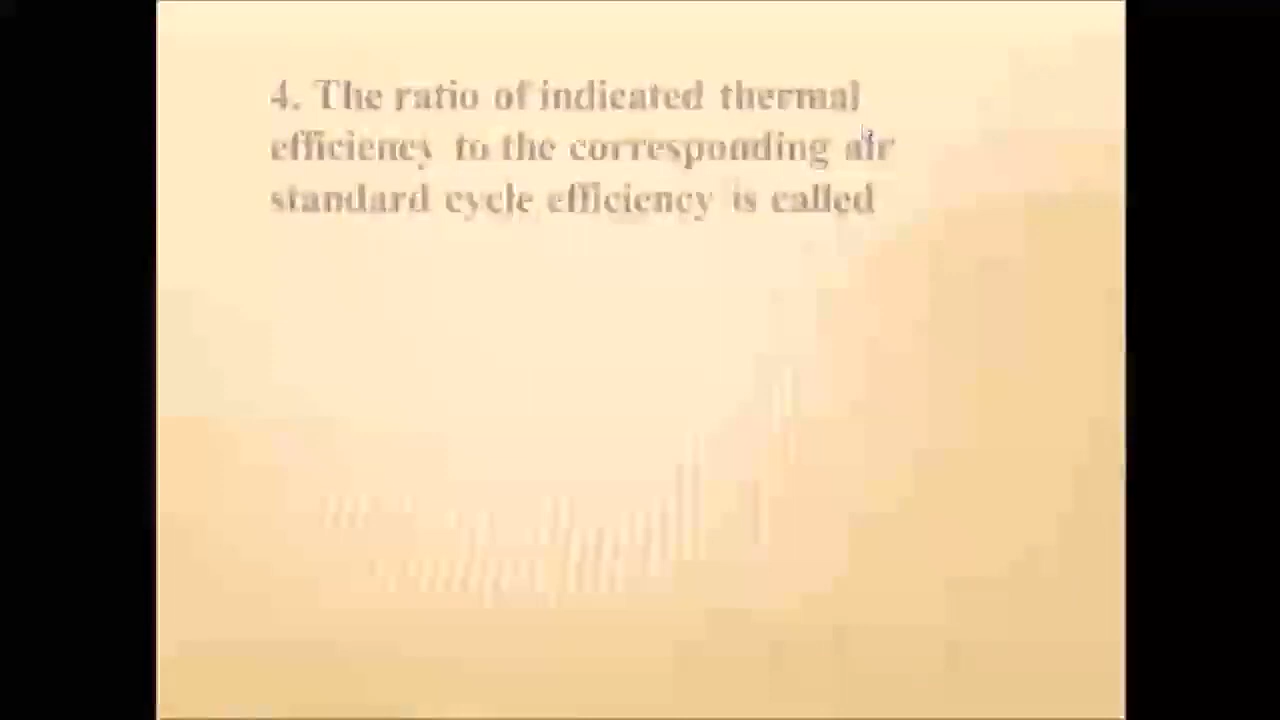 4. The ratio of indicated thermal
efficiency to the corresponding air
standard cycle efficiency is called